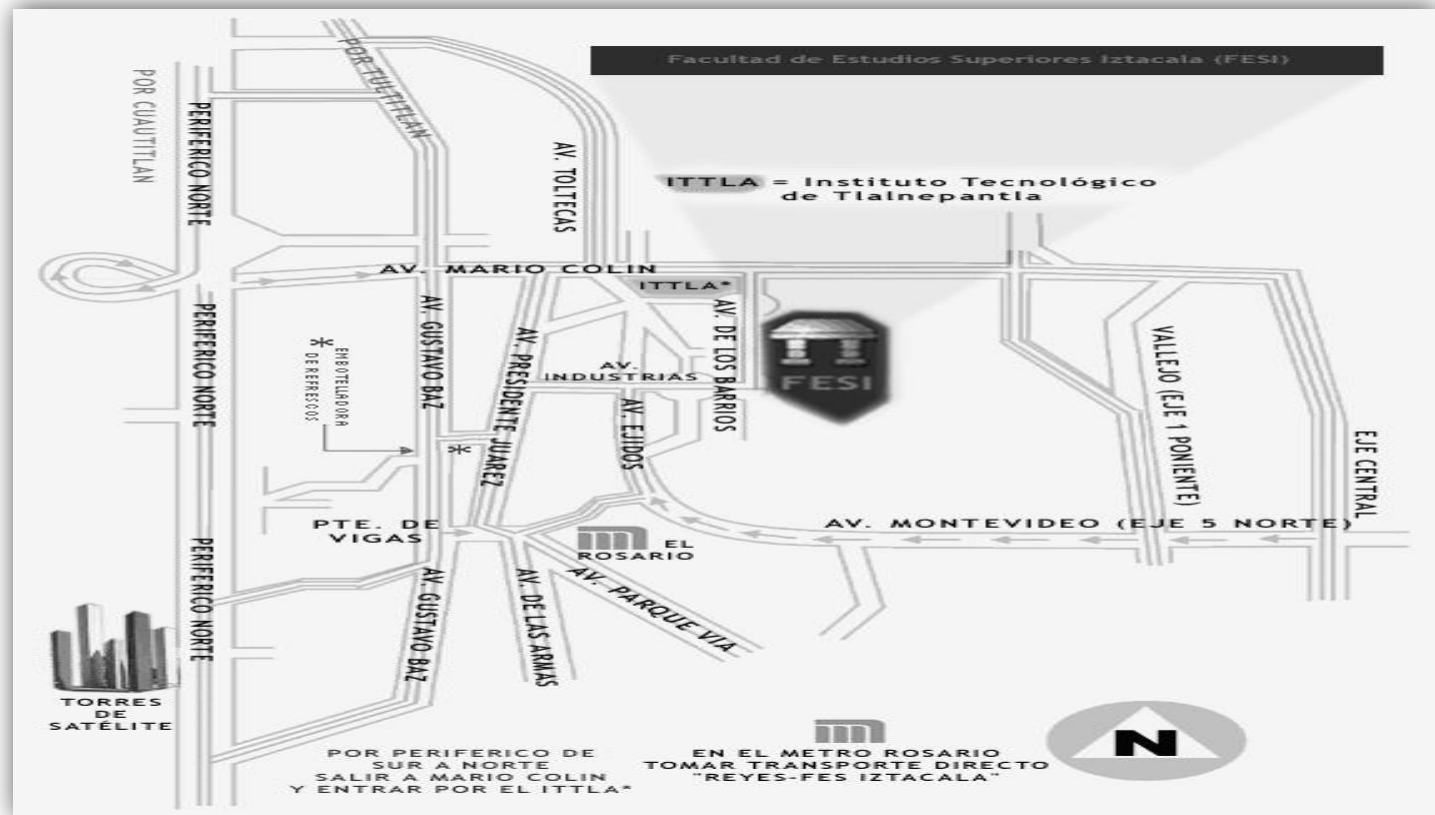 Facultad de Estudios Superiores Iztacala (FESI)
POR TULTITLAN
POR CUAUTITLAN
PERIFERICO NORTE
AV. TOLTECAS
ITTLA = Instituto Tecnológico
de Tlalnepantla
AV. MARIO COLIN
ITTLA*
PERIFERICO NORTE
AV. GUSTAVO BAZ
*
EMBOTELLADORA
DE REFRESCOS
AV. PRESIDENTE JUAREZ
AV. DE LOS BARRIOS
FESI
AV.
INDUSTRIAS
AV. EJIDOS
VALLEJO (EJE 1 PONIENTE)
EJE CENTRAL
*
PTE. DE
VIGAS
EL
ROSARIO
AV. MONTEVIDEO (EJE 5 NORTE)
PERIFERICO NORTE
AV. GUSTAVO BAZ
AV. DE LAS ARMAS
AV. PARQUE VIA
TORRES
DE
SATÉLITE
POR PERIFERICO DE
SUR A NORTE
SALIR A MARIO COLIN
Y ENTRAR POR EL ITTLA*
EN EL METRO ROSARIO
TOMAR TRANSPORTE DIRECTO
"REYES-FES IZTACALA"
N